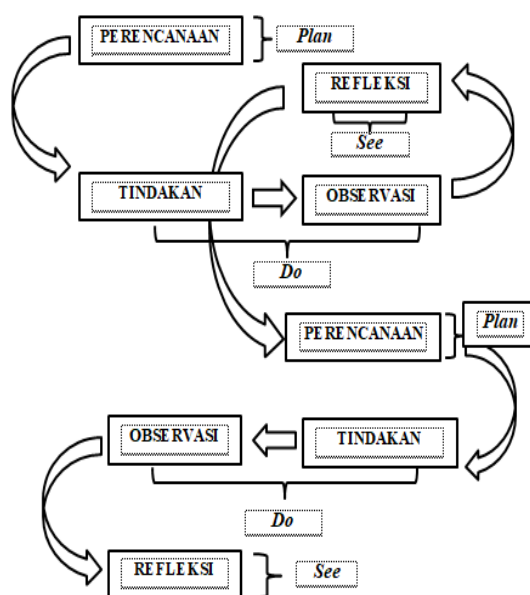 PERENCANAAN
Plan
REFLEKSI
See
TINDAKAN
OBSERVASI
Do
PERENCANAAN
Plan
OBSERVASI
TINDAKAN
Do
REFLEKSI
See